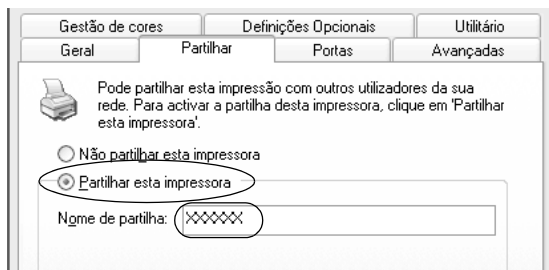 Gestão de cores Definições Opcionais Utilitário
Geral Partilhar Portas Avançadas
Pode partilhar esta impressão com outros utilizadores da sua
rede. Para activar a partilha desta impressora, clique em 'Partilhar
esta impressora'.
Não partilhar esta impressora
Partilhar esta impressora
Nome de partilha: XXXXXX